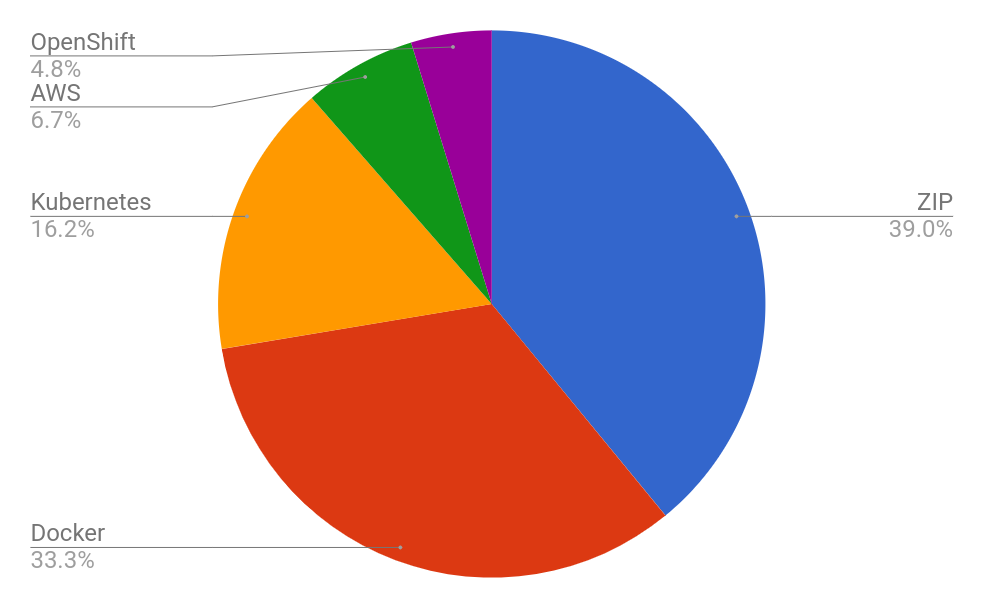 OpenShift
4.8%
AWS
6.7%
Kubernetes
16.2%
Docker
33.3%
ZIP
39.0%